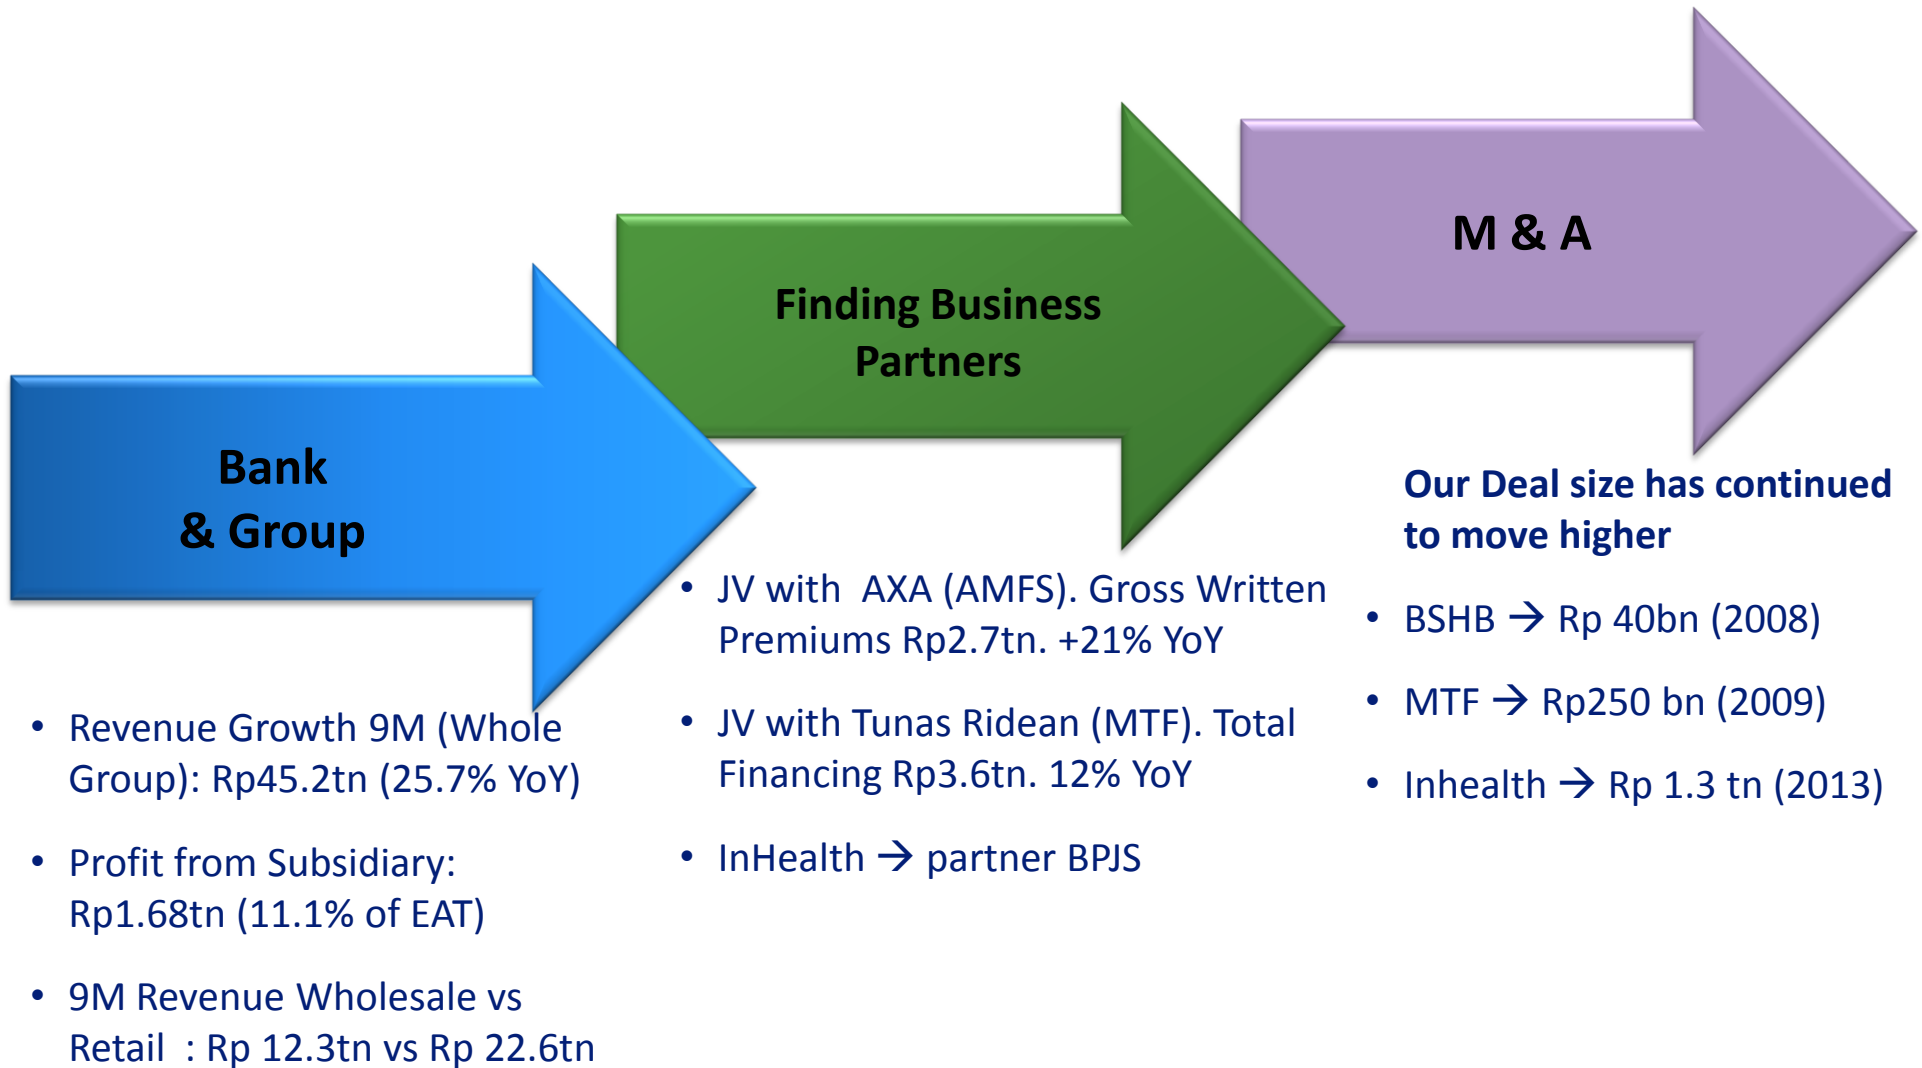 Bank
& Group
• Revenue Growth 9M (Whole
Group): Rp45.2tn (25.7% YoY)
• Profit from Subsidiary:
Rp1.68tn (11.1% of EAT)
• 9M Revenue Wholesale vs
Retail : Rp 12.3tn vs Rp 22.6tn
Finding Business
Partners
• JV with AXA (AMFS). Gross Written
Premiums Rp2.7tn. +21% YoY
• JV with Tunas Ridean (MTF). Total
Financing Rp3.6tn. 12% YoY
• InHealth → partner BPJS
M & A
Our Deal size has continued
to move higher
• BSHB → Rp 40bn (2008)
• MTF → Rp250 bn (2009)
• Inhealth → Rp 1.3 tn (2013)